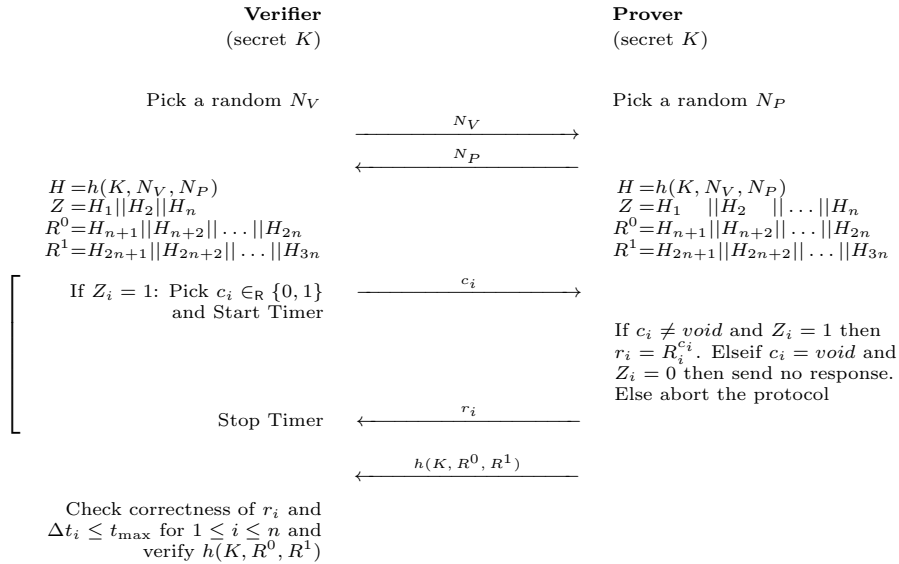 Verifier Prover
(secret K) (secret K)
Pick a random N_V Pick a random N_P
N_V
N_P
H =h(K, N_V, N_P) H =h(K, N_V, N_P)
Z =H_1||H_2||H_n Z =H_1 ||H_2 || . . . ||H_n
R^0=H_{n+1}||H_{n+2}|| . . . ||H_{2n} R^0=H_{n+1}||H_{n+2}|| . . . ||H_{2n}
R^1=H_{2n+1}||H_{2n+2}|| . . . ||H_{3n} R^1=H_{2n+1}||H_{2n+2}|| . . . ||H_{3n}
c_i
If Z_i = 1: Pick c_i ∈_R {0, 1}
and Start Timer
If c_i ≠ void and Z_i = 1 then
r_i = R_i^{c_i}. Elseif c_i = void and
Z_i = 0 then send no response.
Else abort the protocol
r_i
Stop Timer
h(K, R^0, R^1)
Check correctness of r_i and
Δt_i ≤ t_max for 1 ≤ i ≤ n and
verify h(K, R^0, R^1)